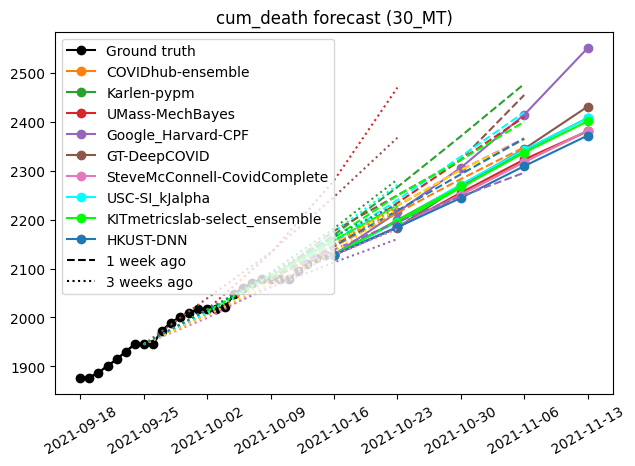 cum_death forecast (30_MT)
2500
2400
2300
2200
2100
2000
1900
Ground truth
COVIDhub-ensemble
Karlen-pypm
UMass-MechBayes
Google_Harvard-CPF
GT-DeepCOVID
SteveMcConnell-CovidComplete
USC-SI_kJalpha
KITmetricslab-select_ensemble
HKUST-DNN
1 week ago
3 weeks ago
2021-09-18
2021-09-25
2021-10-02
2021-10-09
2021-10-16
2021-10-23
2021-10-30
2021-11-06
2021-11-13